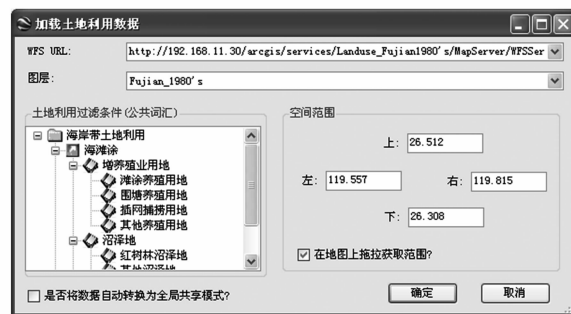 加载土地利用数据
WFS URL: http://192.168.11.30/arcgis/services/Landuse_Fujian1980's/MapServer/WFSSer
图层: Fujian_1980's
土地利用过滤条件(公共词汇)
海岸带土地利用
海滩涂
增养殖业用地
滩涂养殖用地
围塘养殖用地
插网捕捞用地
其他养殖用地
沼泽地
红树林沼泽地
其他沼泽地
空间范围
上: 26.512
左: 119.557 右: 119.815
下: 26.308
在地图上拖拉获取范围?
是否将数据自动转换为全局共享模式?
确定 取消